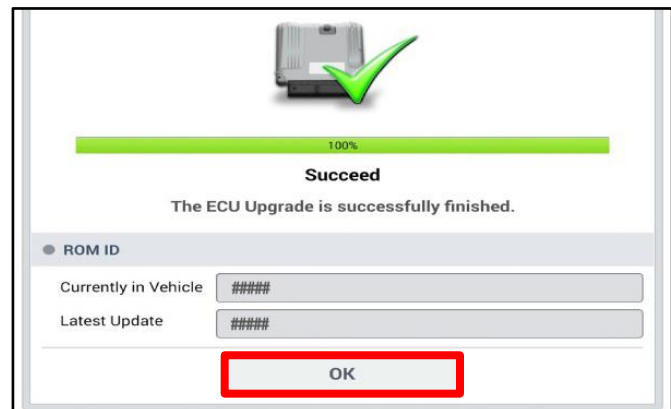 100%
Succeed
The ECU Upgrade is successfully finished.
ROM ID
Currently in Vehicle #####
Latest Update #####
OK